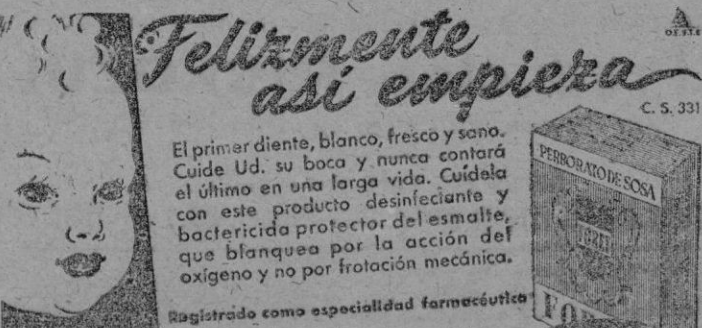 Felizmente
así empieza
O.E.S.T.E
C. S. 331
El primer diente, blanco, fresco y sano.
Cuide Ud. su boca y nunca contará
el último en una larga vida. Cuídela
con este producto desinfectante y
bactericida protector del esmalte,
que blanquea por la acción del
oxígeno y no por frotación mecánica.
Registrado como especialidad farmacéutica
PERBORATO DE SOSA